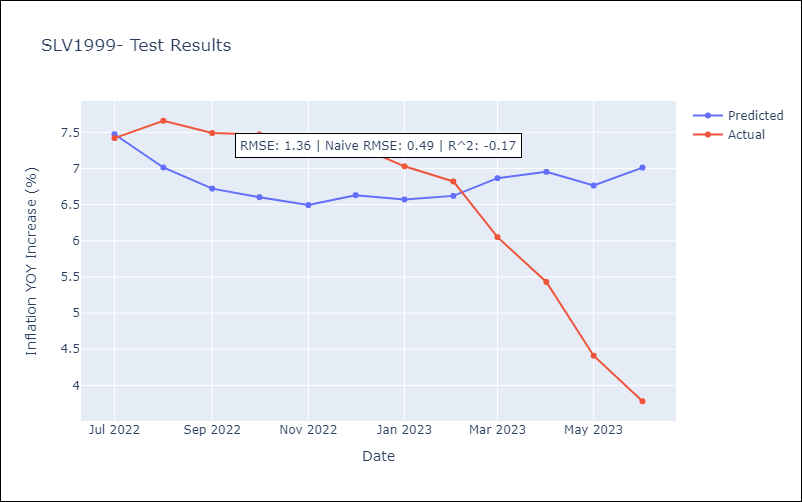 SLV1999- Test Results
Predicted
Actual
RMSE: 1.36 | Naive RMSE: 0.49 | R^2: -0.17
Inflation YOY Increase (%)
7.5
7
6.5
6
5.5
5
4.5
4
Jul 2022
Sep 2022
Nov 2022
Jan 2023
Mar 2023
May 2023
Date